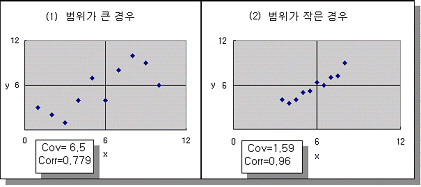 (1) 범위가 큰 경우
12
y 6
0 6 12
x
Cov= 6,5
Corr=0,779
(2) 범위가 작은 경우
12
y 6
0 6 12
x
Cov=1,59
Corr=0,96